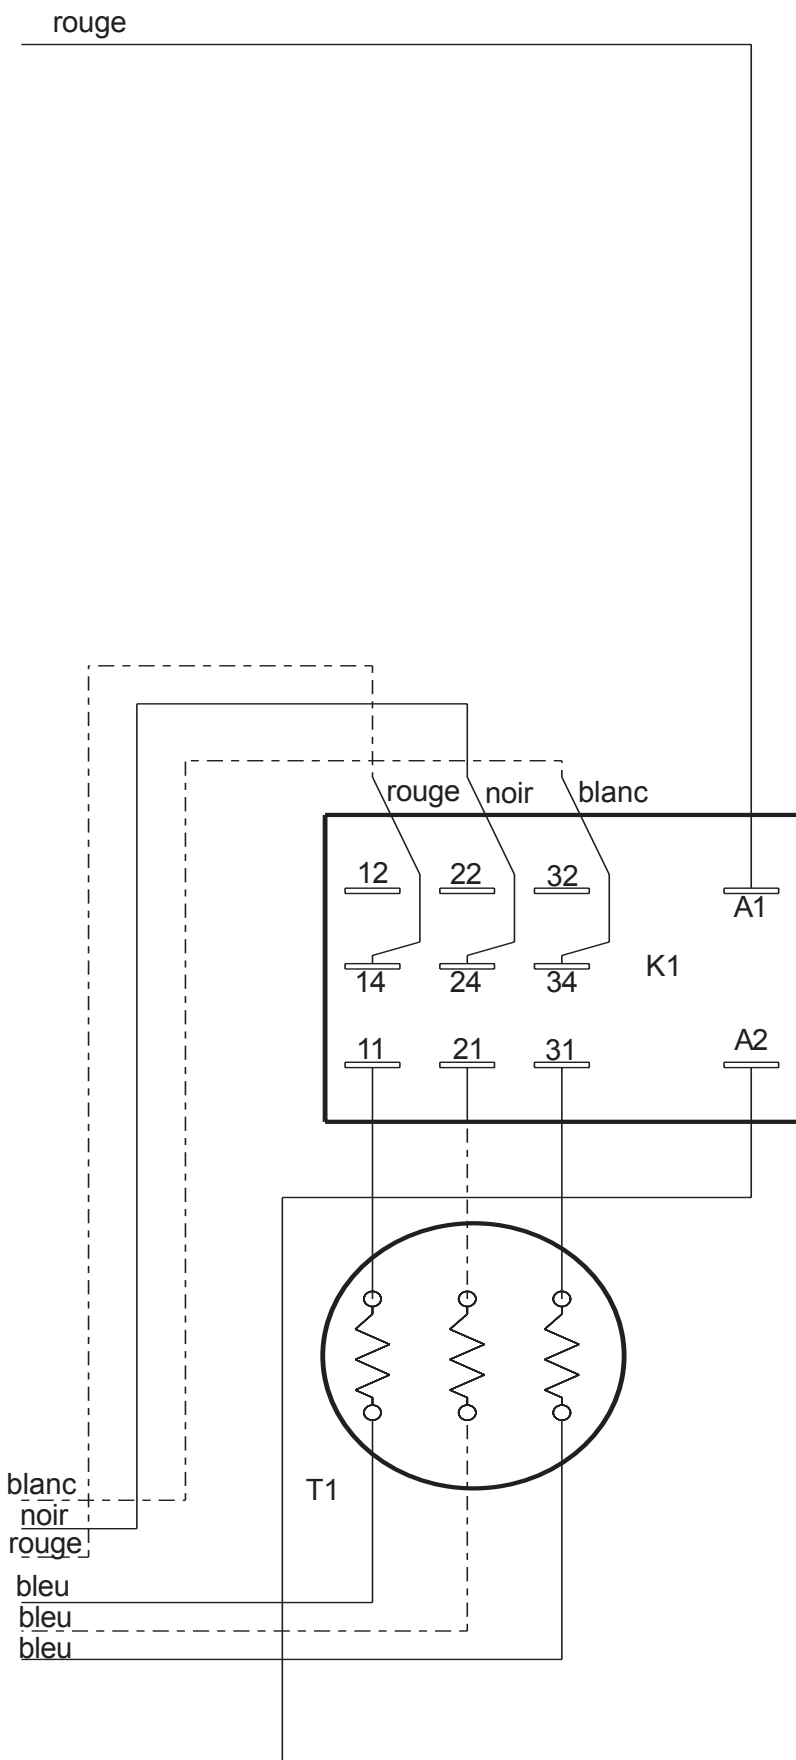 rouge
rouge noir blanc
12 22 32
A1
14 24 34 K1
11 21 31 A2
T1
blanc
noir
rouge
bleu
bleu
bleu